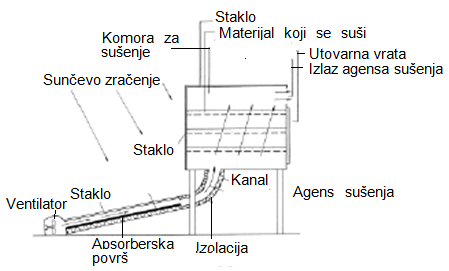 Staklo
Materijal koji se suši
Komora za
sušenje
Utovarna vrata
Izlaz agensa sušenja
Sunčevo zračenje
Staklo
Kanal
Agens sušenja
Staklo
Ventilator
Apsorberska
površ
Izolacija